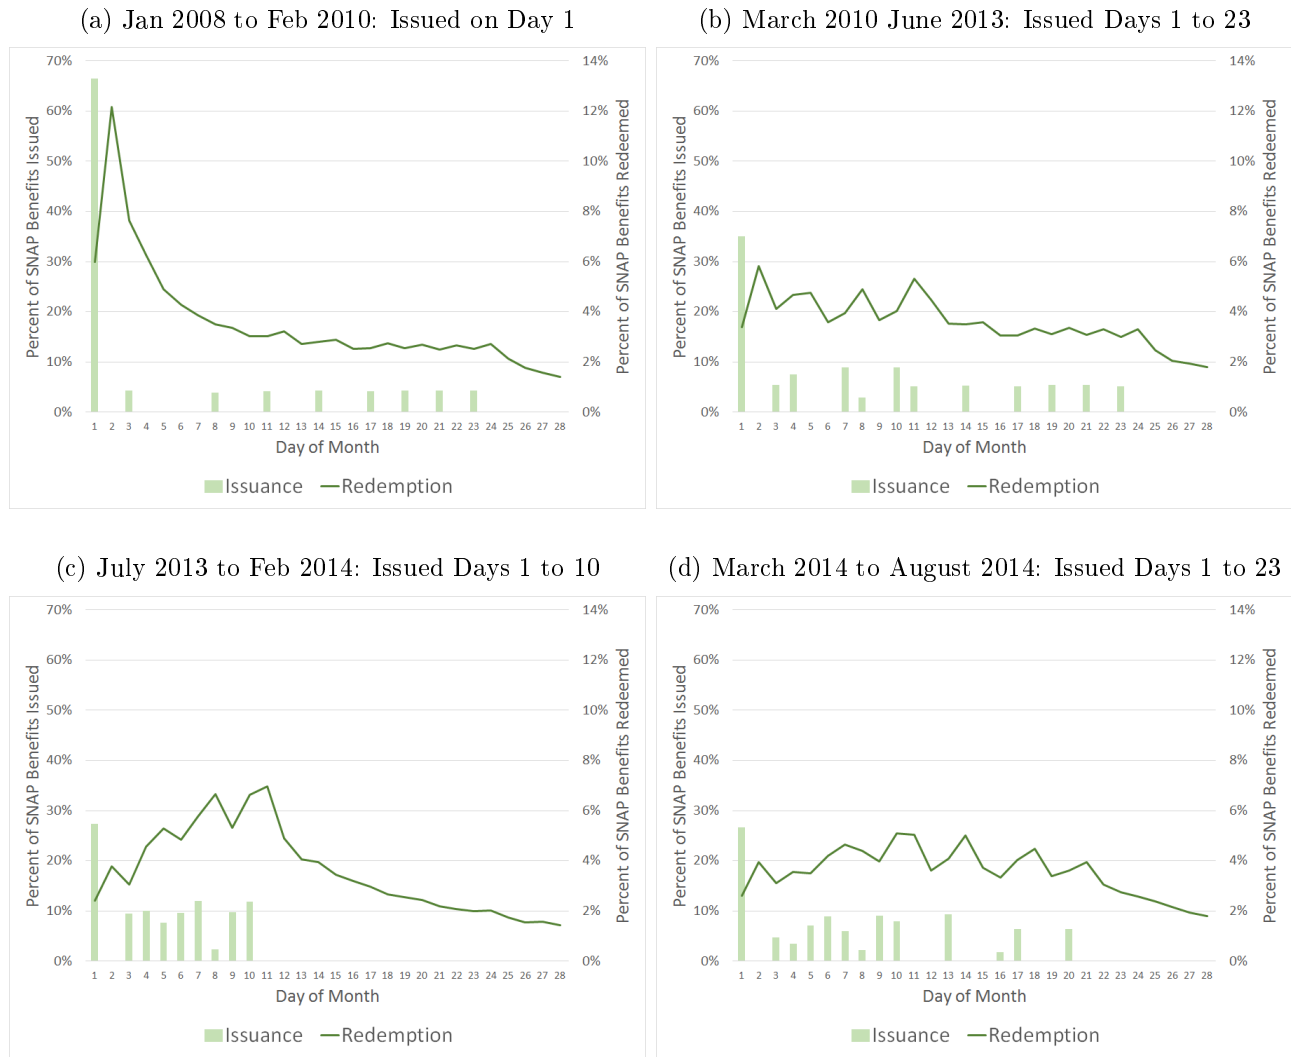 (a) Jan 2008 to Feb 2010: Issued on Day 1
70%
60%
50%
40%
30%
20%
10%
0%
Percent of SNAP Benefits Issued
14%
12%
10%
8%
6%
4%
2%
0%
Percent of SNAP Benefits Redeemed
1 2 3 4 5 6 7 8 9 10 11 12 13 14 15 16 17 18 19 20 21 22 23 24 25 26 27 28
Day of Month
Issuance Redemption
(b) March 2010 June 2013: Issued Days 1 to 23
70%
60%
50%
40%
30%
20%
10%
0%
Percent of SNAP Benefits Issued
14%
12%
10%
8%
6%
4%
2%
0%
Percent of SNAP Benefits Redeemed
1 2 3 4 5 6 7 8 9 10 11 12 13 14 15 16 17 18 19 20 21 22 23 24 25 26 27 28
Day of Month
Issuance Redemption
(c) July 2013 to Feb 2014: Issued Days 1 to 10
70%
60%
50%
40%
30%
20%
10%
0%
Percent of SNAP Benefits Issued
14%
12%
10%
8%
6%
4%
2%
0%
Percent of SNAP Benefits Redeemed
1 2 3 4 5 6 7 8 9 10 11 12 13 14 15 16 17 18 19 20 21 22 23 24 25 26 27 28
Day of Month
Issuance Redemption
(d) March 2014 to August 2014: Issued Days 1 to 23
70%
60%
50%
40%
30%
20%
10%
0%
Percent of SNAP Benefits Issued
14%
12%
10%
8%
6%
4%
2%
0%
Percent of SNAP Benefits Redeemed
1 2 3 4 5 6 7 8 9 10 11 12 13 14 15 16 17 18 19 20 21 22 23 24 25 26 27 28
Day of Month
Issuance Redemption